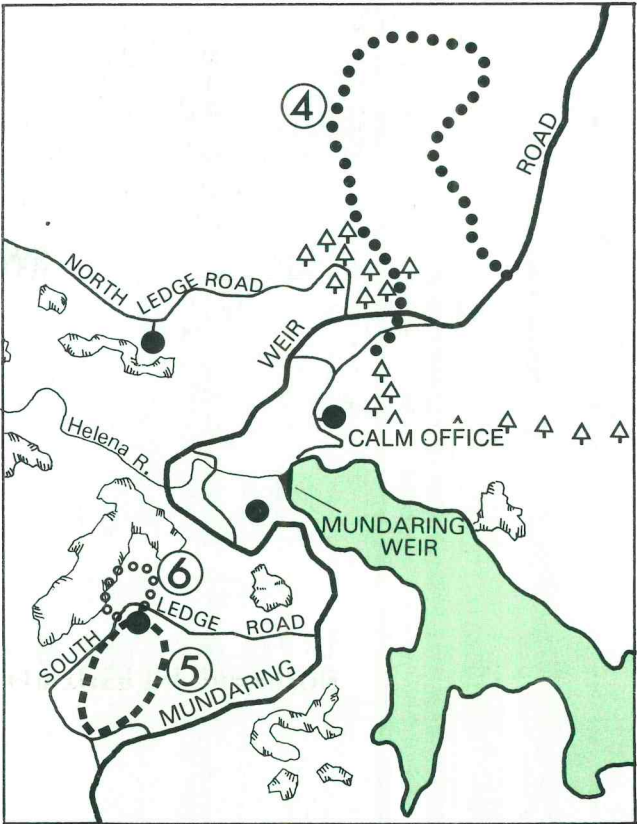 4
ROAD
NORTH LEDGE ROAD
WEIR
Helena R.
CALM OFFICE
MUNDARING
WEIR
6
SOUTH LEDGE ROAD
5
MUNDARING